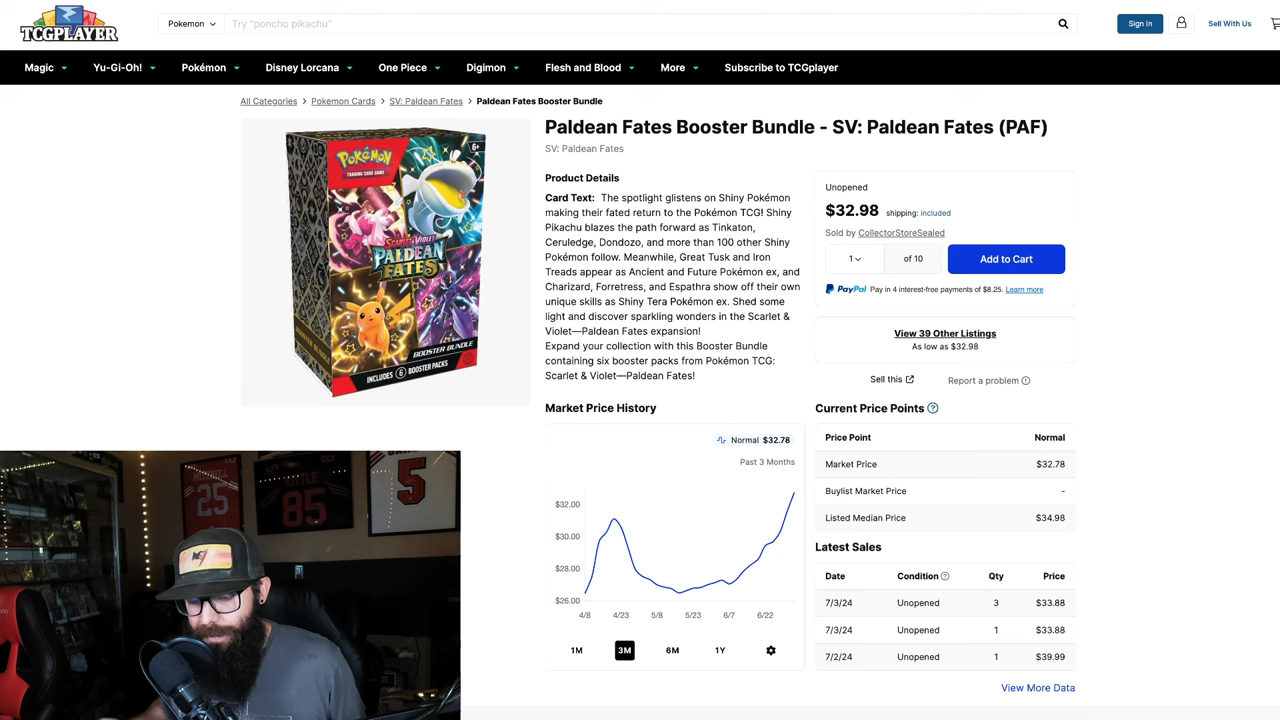 TCGPLAYER
Pokemon
Try "poncho pikachu"
Sign In
Sell With Us
Magic
Yu-Gi-Oh!
Pokémon
Disney Lorcana
One Piece
Digimon
Flesh and Blood
More
Subscribe to TCGplayer
All Categories > Pokemon Cards > SV: Paldean Fates > Paldean Fates Booster Bundle
Pokémon
TRADING CARD GAME
6+
SCARLET & VIOLET
PALDEAN
FATES
BOOSTER BUNDLE
INCLUDES 6 BOOSTER PACKS
Paldean Fates Booster Bundle - SV: Paldean Fates (PAF)
SV: Paldean Fates
Product Details
Card Text: The spotlight glistens on Shiny Pokémon
making their fated return to the Pokémon TCG! Shiny
Pikachu blazes the path forward as Tinkaton,
Ceruledge, Dondozo, and more than 100 other Shiny
Pokémon follow. Meanwhile, Great Tusk and Iron
Treads appear as Ancient and Future Pokémon ex, and
Charizard, Forretress, and Espathra show off their own
unique skills as Shiny Tera Pokémon ex. Shed some
light and discover sparkling wonders in the Scarlet &
Violet—Paldean Fates expansion!
Expand your collection with this Booster Bundle
containing six booster packs from Pokémon TCG:
Scarlet & Violet—Paldean Fates!
Unopened
$32.98 shipping: included
Sold by CollectorStoreSealed
1 of 10
Add to Cart
PayPal Pay in 4 interest-free payments of $8.25. Learn more
View 39 Other Listings
As low as $32.98
Sell this
Report a problem
Market Price History
Normal $32.78
Past 3 Months
$32.00
$30.00
$28.00
$26.00
4/8 4/23 5/8 5/23 6/7 6/22
1M 3M 6M 1Y
Current Price Points
Price Point Normal
Market Price $32.78
Buylist Market Price -
Listed Median Price $34.98
Latest Sales
Date Condition Qty Price
7/3/24 Unopened 3 $33.88
7/3/24 Unopened 1 $33.88
7/2/24 Unopened 1 $39.99
View More Data
25
85
5